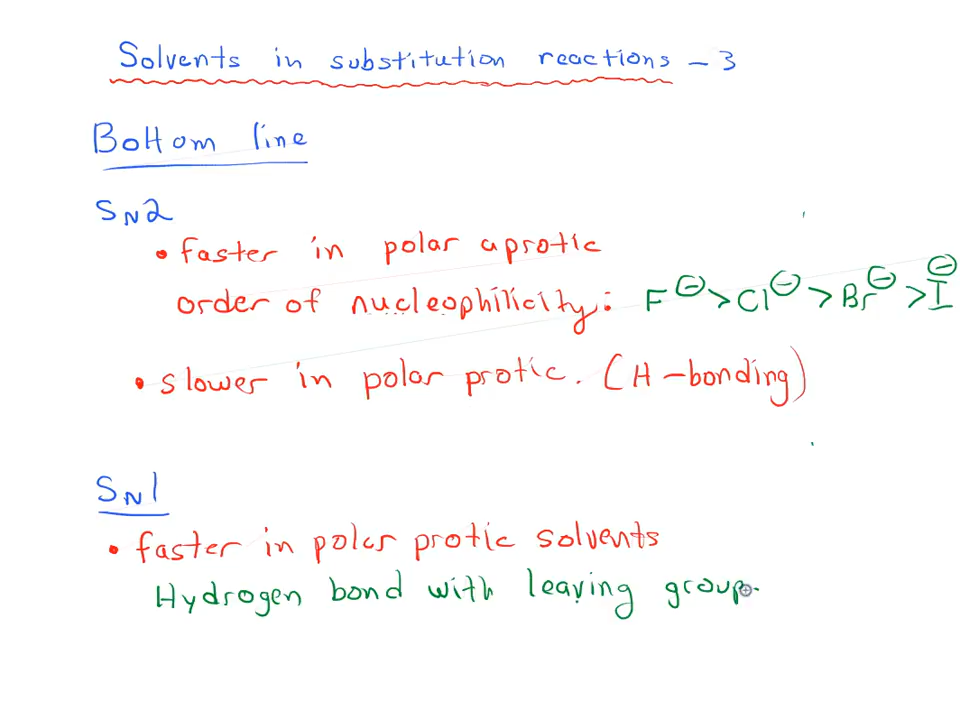 Solvents in substitution reactions - 3
Bottom line
SN2
• faster in polar aprotic
order of nucleophilicity: F⊖ > Cl⊖ > Br⊖ > I⊖
• slower in polar protic. (H-bonding)
SN1
• faster in polar protic solvents
Hydrogen bond with leaving group.